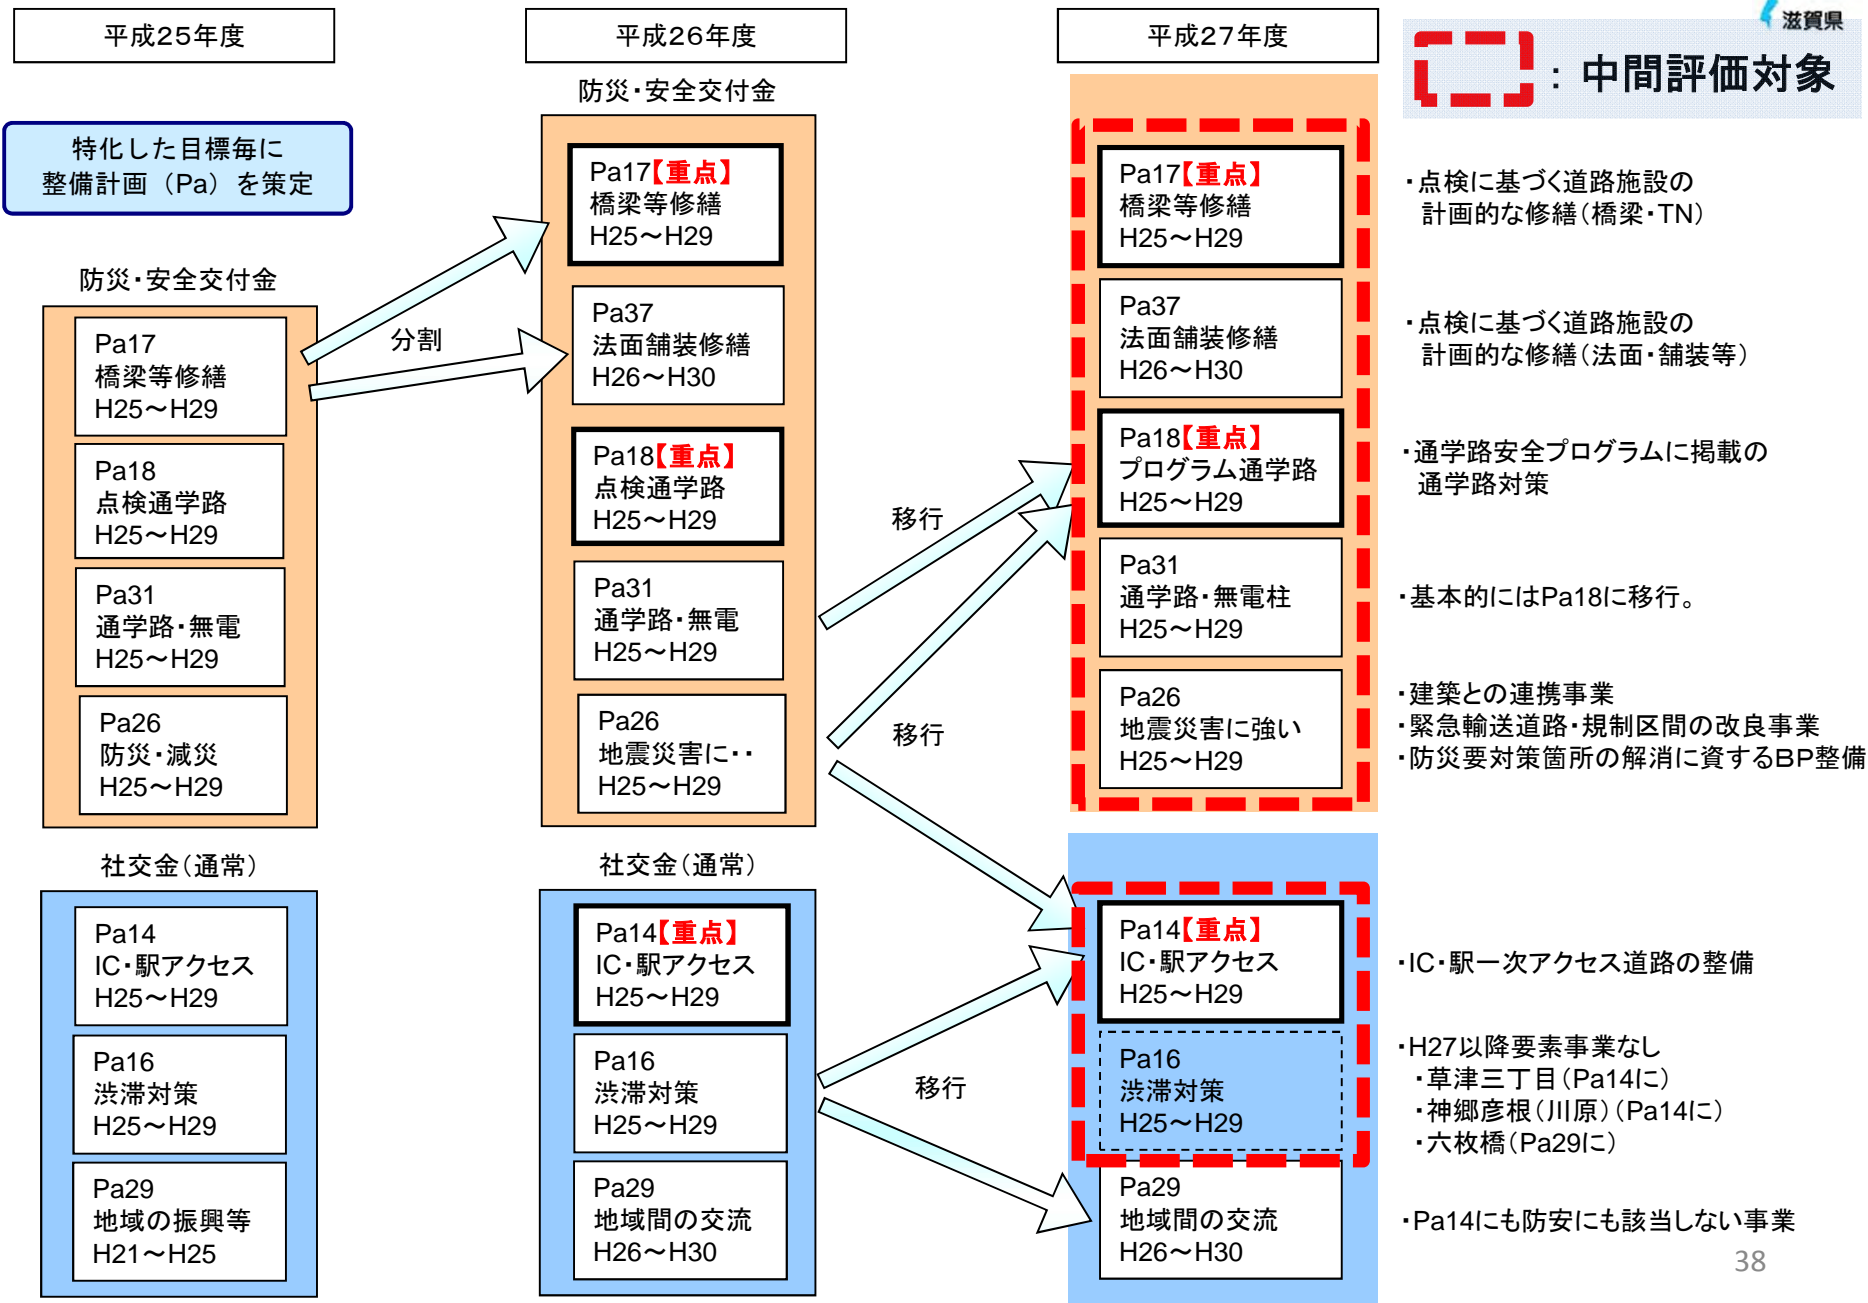 平成25年度
平成26年度
平成27年度
滋賀県
：中間評価対象
特化した目標毎に
整備計画（Pa）を策定
防災・安全交付金
Pa17
橋梁等修繕
H25～H29
Pa18
点検通学路
H25～H29
Pa31
通学路・無電
H25～H29
Pa26
防災・減災
H25～H29
社交金（通常）
Pa14
IC・駅アクセス
H25～H29
Pa16
渋滞対策
H25～H29
Pa29
地域の振興等
H21～H25
分割
防災・安全交付金
Pa17【重点】
橋梁等修繕
H25～H29
Pa37
法面舗装修繕
H26～H30
Pa18【重点】
点検通学路
H25～H29
Pa31
通学路・無電
H25～H29
Pa26
地震災害に・・
H25～H29
社交金（通常）
Pa14【重点】
IC・駅アクセス
H25～H29
Pa16
渋滞対策
H25～H29
Pa29
地域間の交流
H26～H30
移行
移行
移行
Pa17【重点】
橋梁等修繕
H25～H29
Pa37
法面舗装修繕
H26～H30
Pa18【重点】
プログラム通学路
H25～H29
Pa31
通学路・無電柱
H25～H29
Pa26
地震災害に強い
H25～H29
Pa14【重点】
IC・駅アクセス
H25～H29
Pa16
渋滞対策
H25～H29
Pa29
地域間の交流
H26～H30
・点検に基づく道路施設の
計画的な修繕（橋梁・TN）
・点検に基づく道路施設の
計画的な修繕（法面・舗装等）
・通学路安全プログラムに掲載の
通学路対策
・基本的にはPa18に移行。
・建築との連携事業
・緊急輸送道路・規制区間の改良事業
・防災要対策箇所の解消に資するBP整備
・IC・駅一次アクセス道路の整備
・H27以降要素事業なし
・草津三丁目（Pa14に）
・神郷彦根（川原）（Pa14に）
・六枚橋（Pa29に）
・Pa14にも防安にも該当しない事業
38